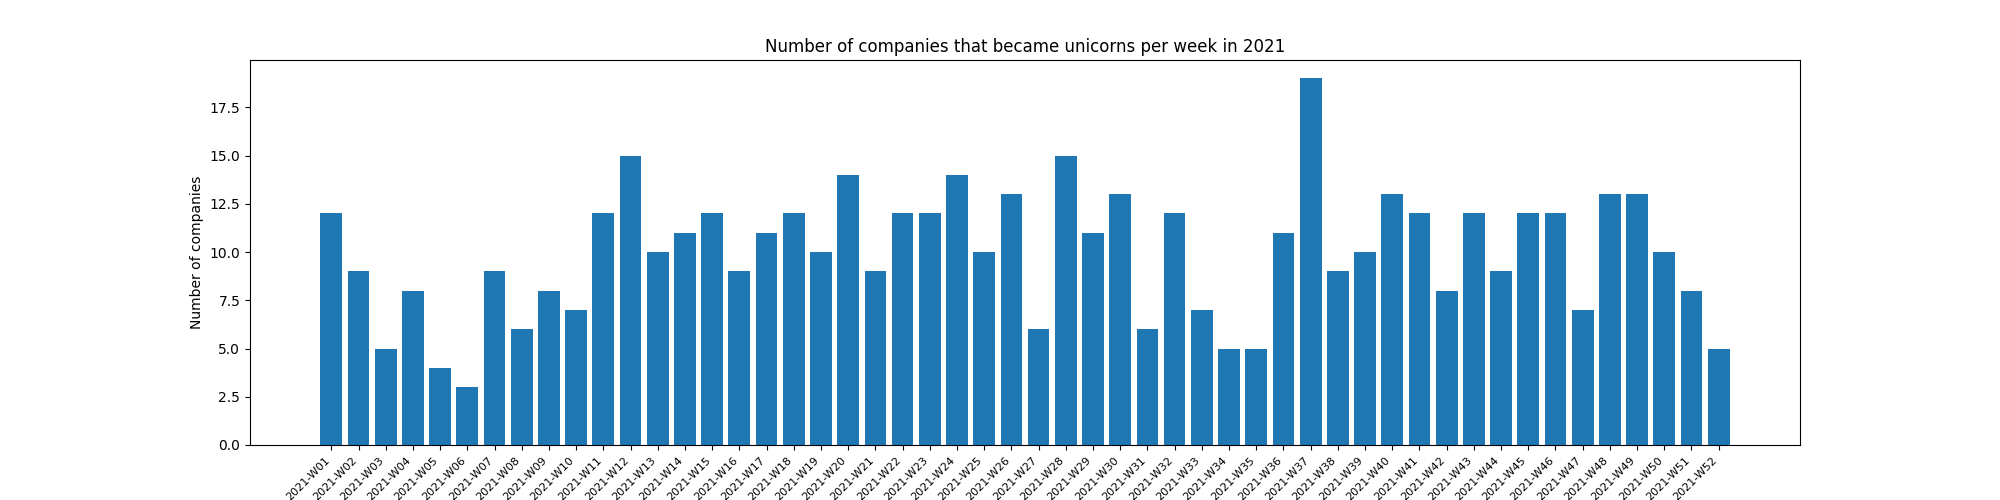 Number of companies that became unicorns per week in 2021
Number of companies
17.5
15.0
12.5
10.0
7.5
5.0
2.5
0.0
2021-W01
2021-W02
2021-W03
2021-W04
2021-W05
2021-W06
2021-W07
2021-W08
2021-W09
2021-W10
2021-W11
2021-W12
2021-W13
2021-W14
2021-W15
2021-W16
2021-W17
2021-W18
2021-W19
2021-W20
2021-W21
2021-W22
2021-W23
2021-W24
2021-W25
2021-W26
2021-W27
2021-W28
2021-W29
2021-W30
2021-W31
2021-W32
2021-W33
2021-W34
2021-W35
2021-W36
2021-W37
2021-W38
2021-W39
2021-W40
2021-W41
2021-W42
2021-W43
2021-W44
2021-W45
2021-W46
2021-W47
2021-W48
2021-W49
2021-W50
2021-W51
2021-W52